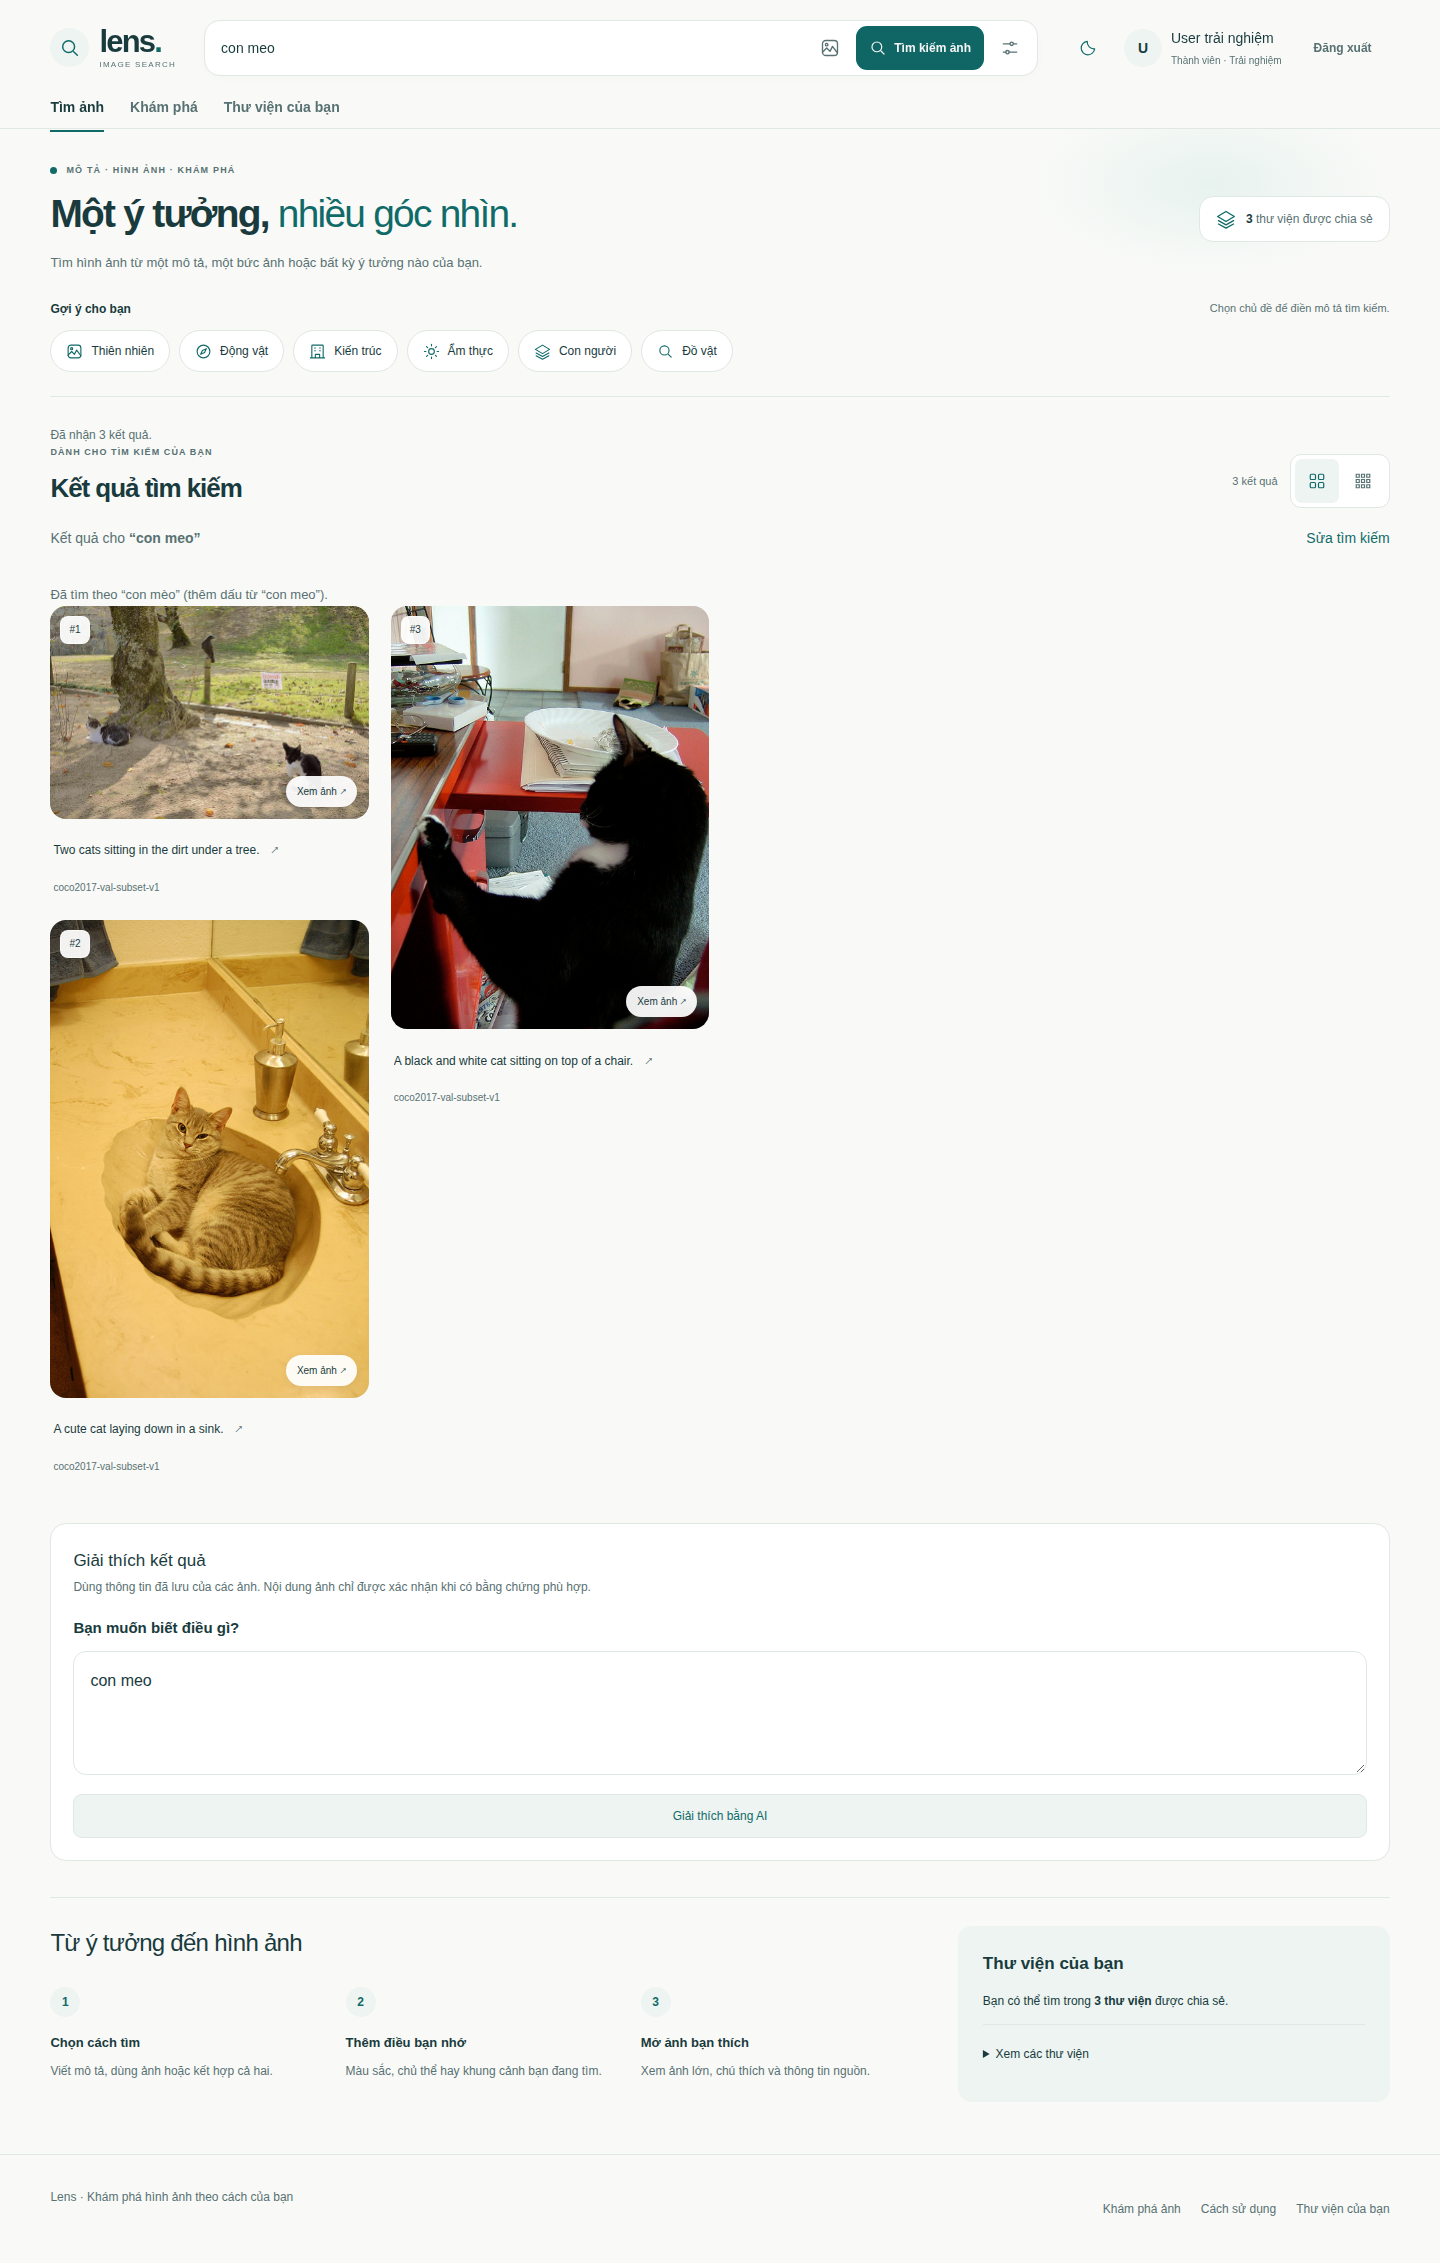 lens.
IMAGE SEARCH
con meo
Tìm kiếm ảnh
U
User trải nghiệm
Thành viên · Trải nghiệm
Đăng xuất
Tìm ảnh
Khám phá
Thư viện của bạn
MÔ TẢ · HÌNH ẢNH · KHÁM PHÁ
Một ý tưởng, nhiều góc nhìn.
3 thư viện được chia sẻ
Tìm hình ảnh từ một mô tả, một bức ảnh hoặc bất kỳ ý tưởng nào của bạn.
Gợi ý cho bạn
Chọn chủ đề để điền mô tả tìm kiếm.
Thiên nhiên
Động vật
Kiến trúc
Ẩm thực
Con người
Đồ vật
Đã nhận 3 kết quả.
DÀNH CHO TÌM KIẾM CỦA BẠN
Kết quả tìm kiếm
3 kết quả
Kết quả cho “con meo”
Sửa tìm kiếm
Đã tìm theo “con mèo” (thêm dấu từ “con meo”).
#1
Xem ảnh ↗
Two cats sitting in the dirt under a tree. ↗
coco2017-val-subset-v1
#2
Xem ảnh ↗
A cute cat laying down in a sink. ↗
coco2017-val-subset-v1
#3
Xem ảnh ↗
A black and white cat sitting on top of a chair. ↗
coco2017-val-subset-v1
Giải thích kết quả
Dùng thông tin đã lưu của các ảnh. Nội dung ảnh chỉ được xác nhận khi có bằng chứng phù hợp.
Bạn muốn biết điều gì?
con meo
Giải thích bằng AI
Từ ý tưởng đến hình ảnh
1
Chọn cách tìm
Viết mô tả, dùng ảnh hoặc kết hợp cả hai.
2
Thêm điều bạn nhớ
Màu sắc, chủ thể hay khung cảnh bạn đang tìm.
3
Mở ảnh bạn thích
Xem ảnh lớn, chú thích và thông tin nguồn.
Thư viện của bạn
Bạn có thể tìm trong 3 thư viện được chia sẻ.
▶ Xem các thư viện
Lens · Khám phá hình ảnh theo cách của bạn
Khám phá ảnh
Cách sử dụng
Thư viện của bạn